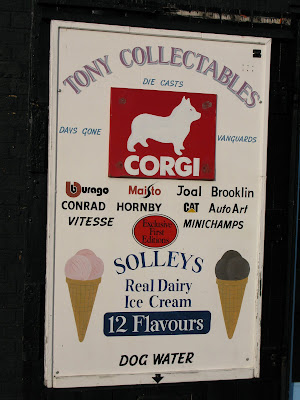 TONY COLLECTABLES
DIE CASTS
DAYS GONE
VANGUARDS
CORGI
Burago Maisto Joal Brooklin
CONRAD HORNBY CAT AutoArt
VITESSE Exclusive First Editions MINICHAMPS
SOLLEYS
Real Dairy
Ice Cream
12 Flavours
DOG WATER